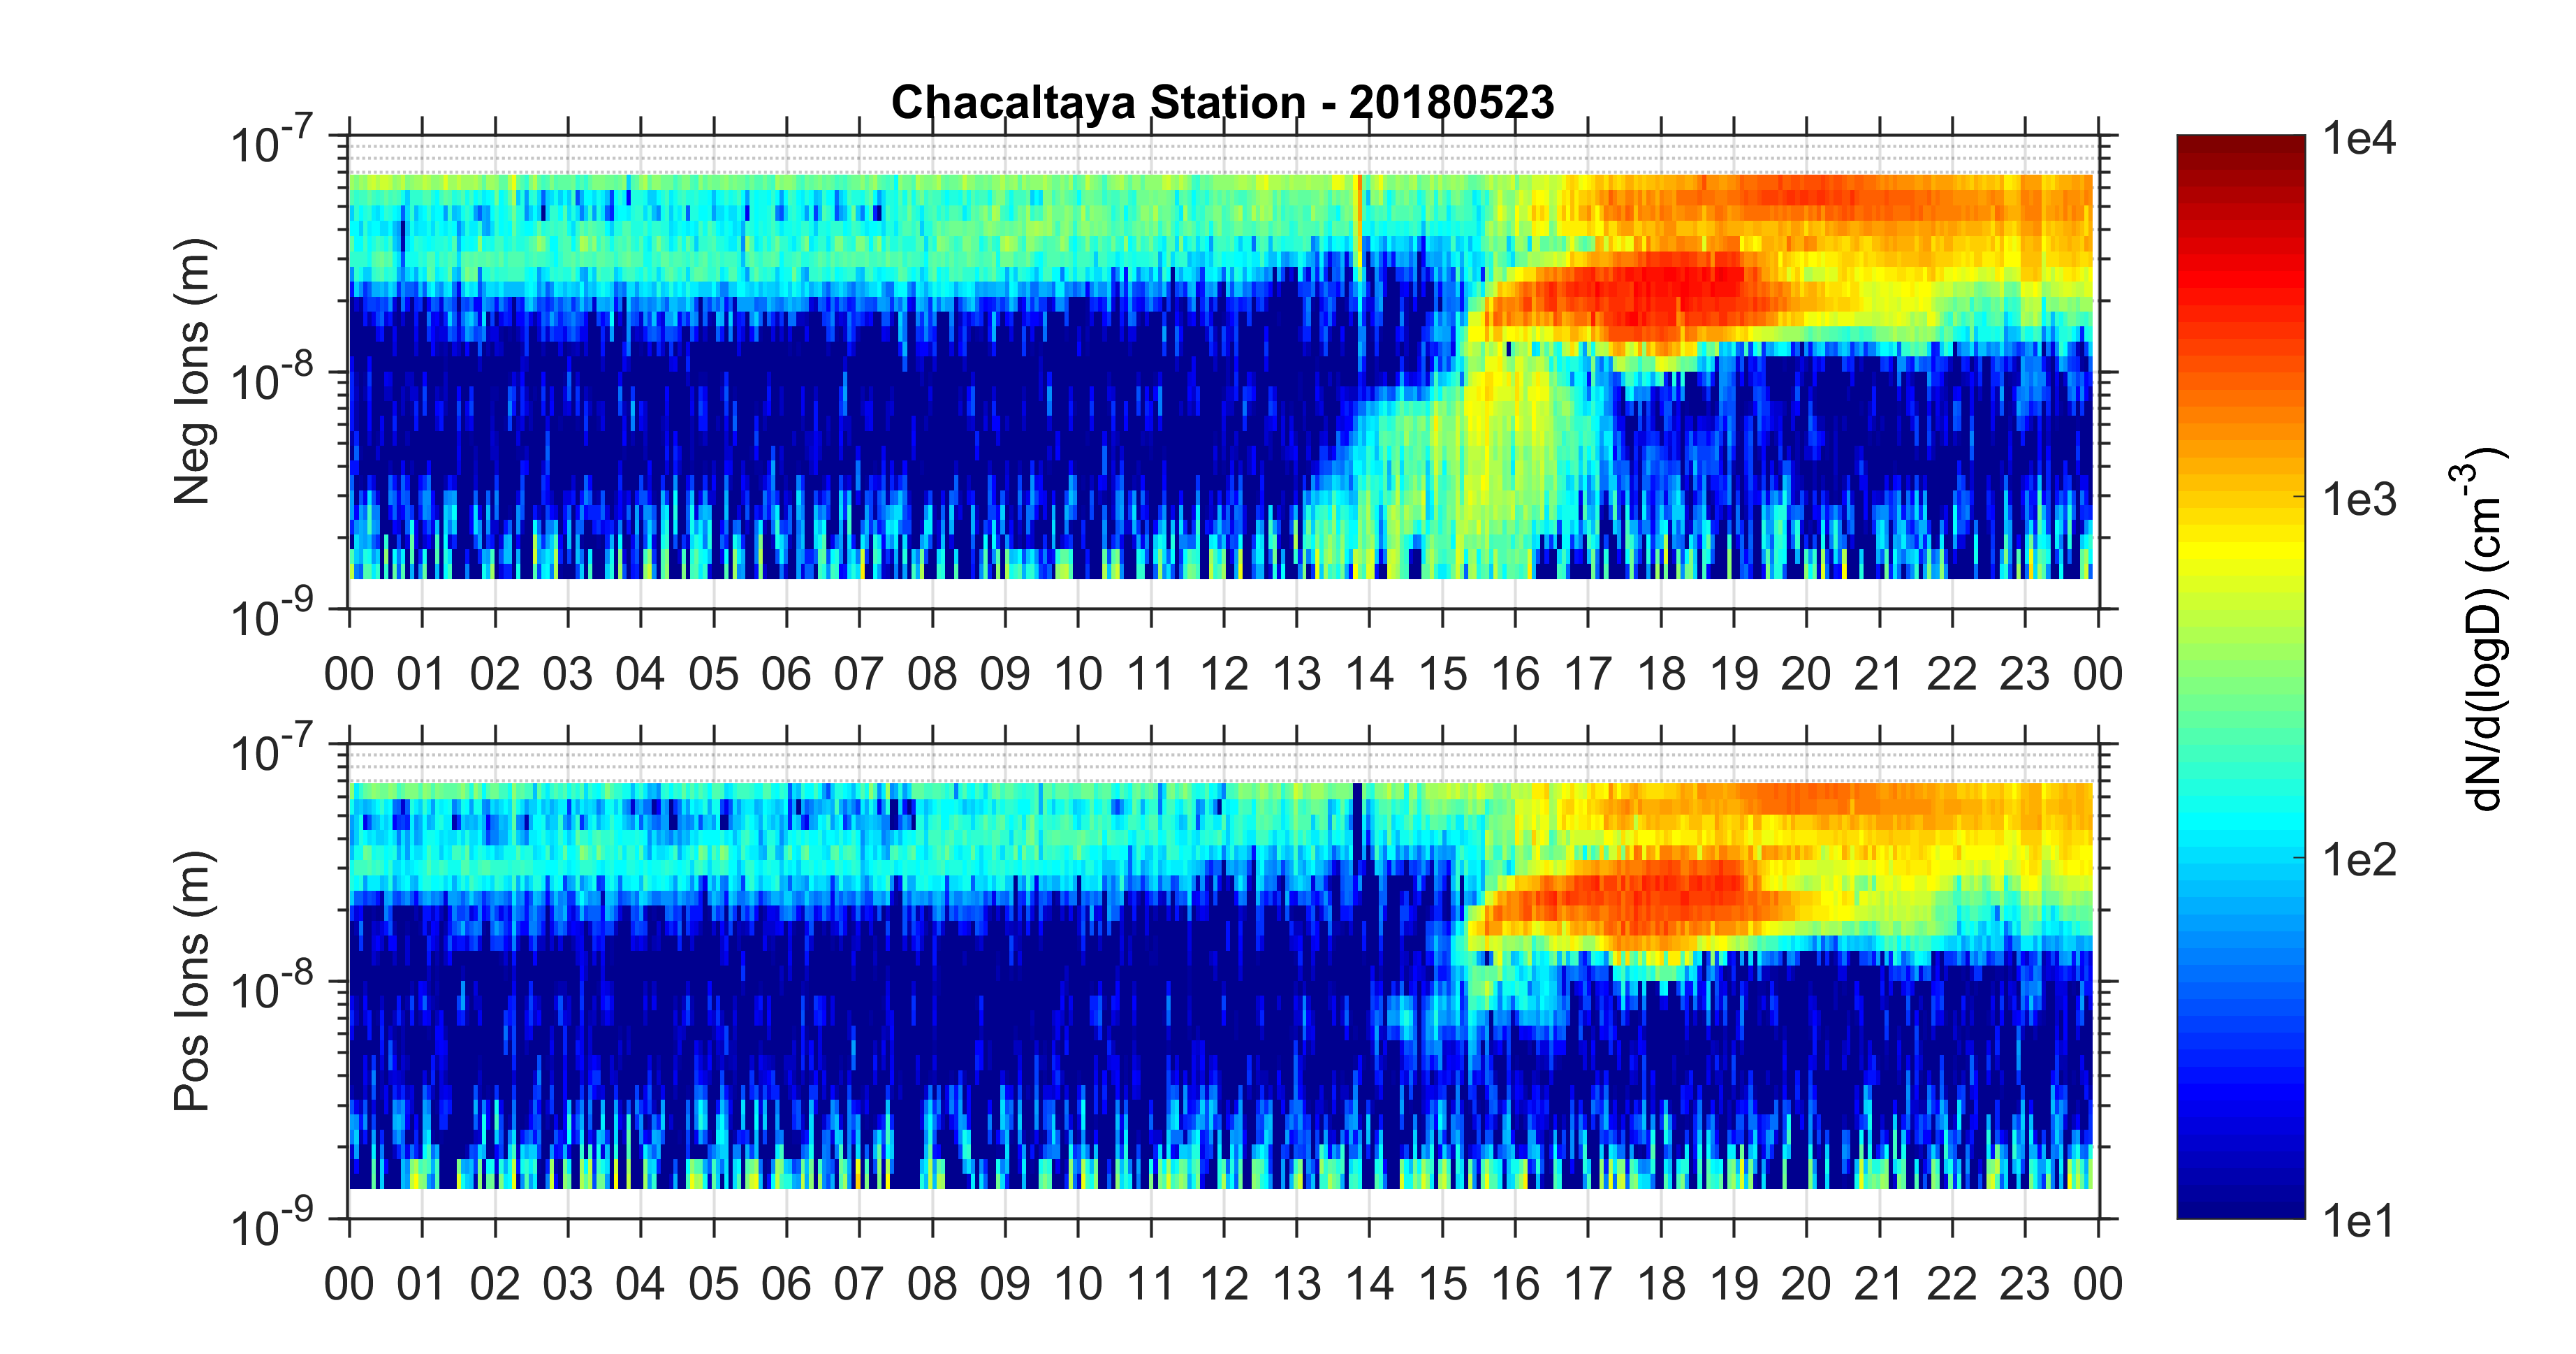 Chacaltaya Station - 20180523
10-7
10-8
10-9
Neg Ions (m)
00 01 02 03 04 05 06 07 08 09 10 11 12 13 14 15 16 17 18 19 20 21 22 23 00
10-7
10-8
10-9
Pos Ions (m)
00 01 02 03 04 05 06 07 08 09 10 11 12 13 14 15 16 17 18 19 20 21 22 23 00
1e4
1e3
1e2
1e1
dN/d(logD) (cm-3)